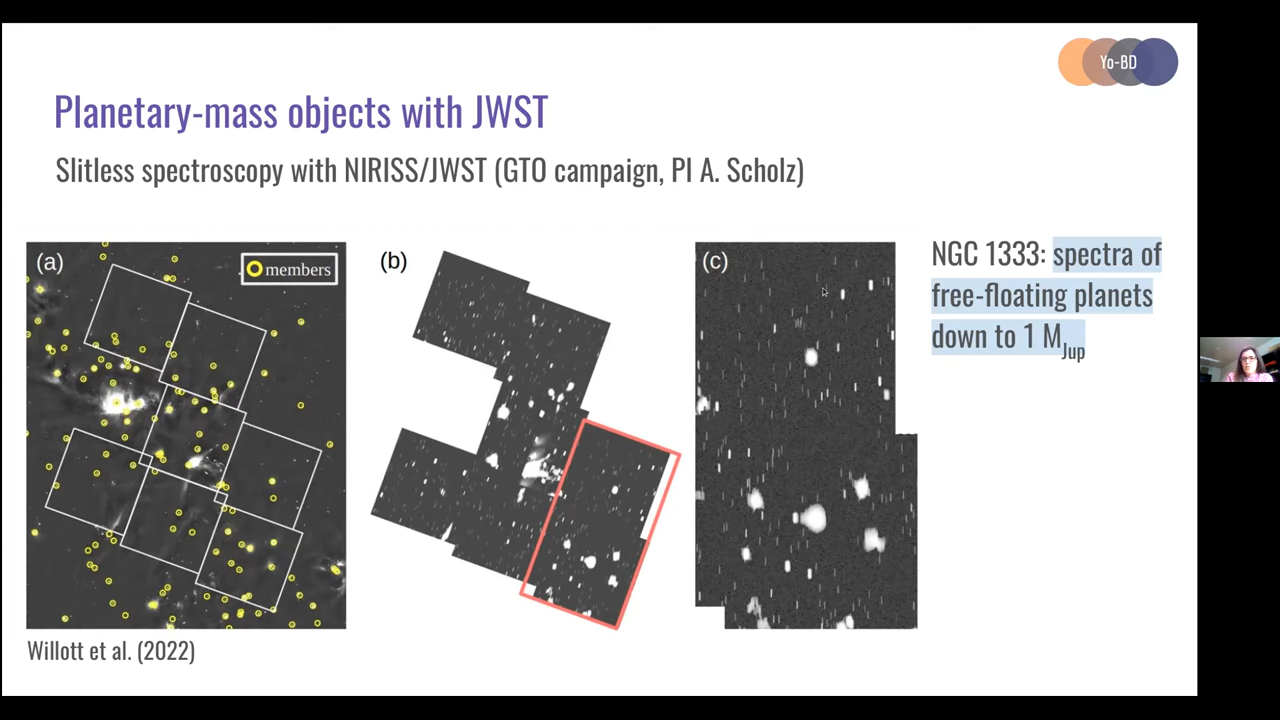 Yo-BD
Planetary-mass objects with JWST
Slitless spectroscopy with NIRISS/JWST (GTO campaign, PI A. Scholz)
(a)
members
(b)
(c)
NGC 1333: spectra of
free-floating planets
down to 1 MJup
Willott et al. (2022)